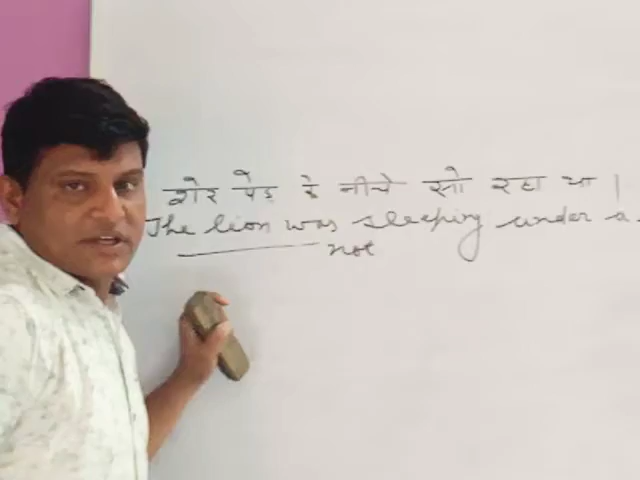 शेर पेड़ के नीचे सो रहा था।
The lion was sleeping under a
not